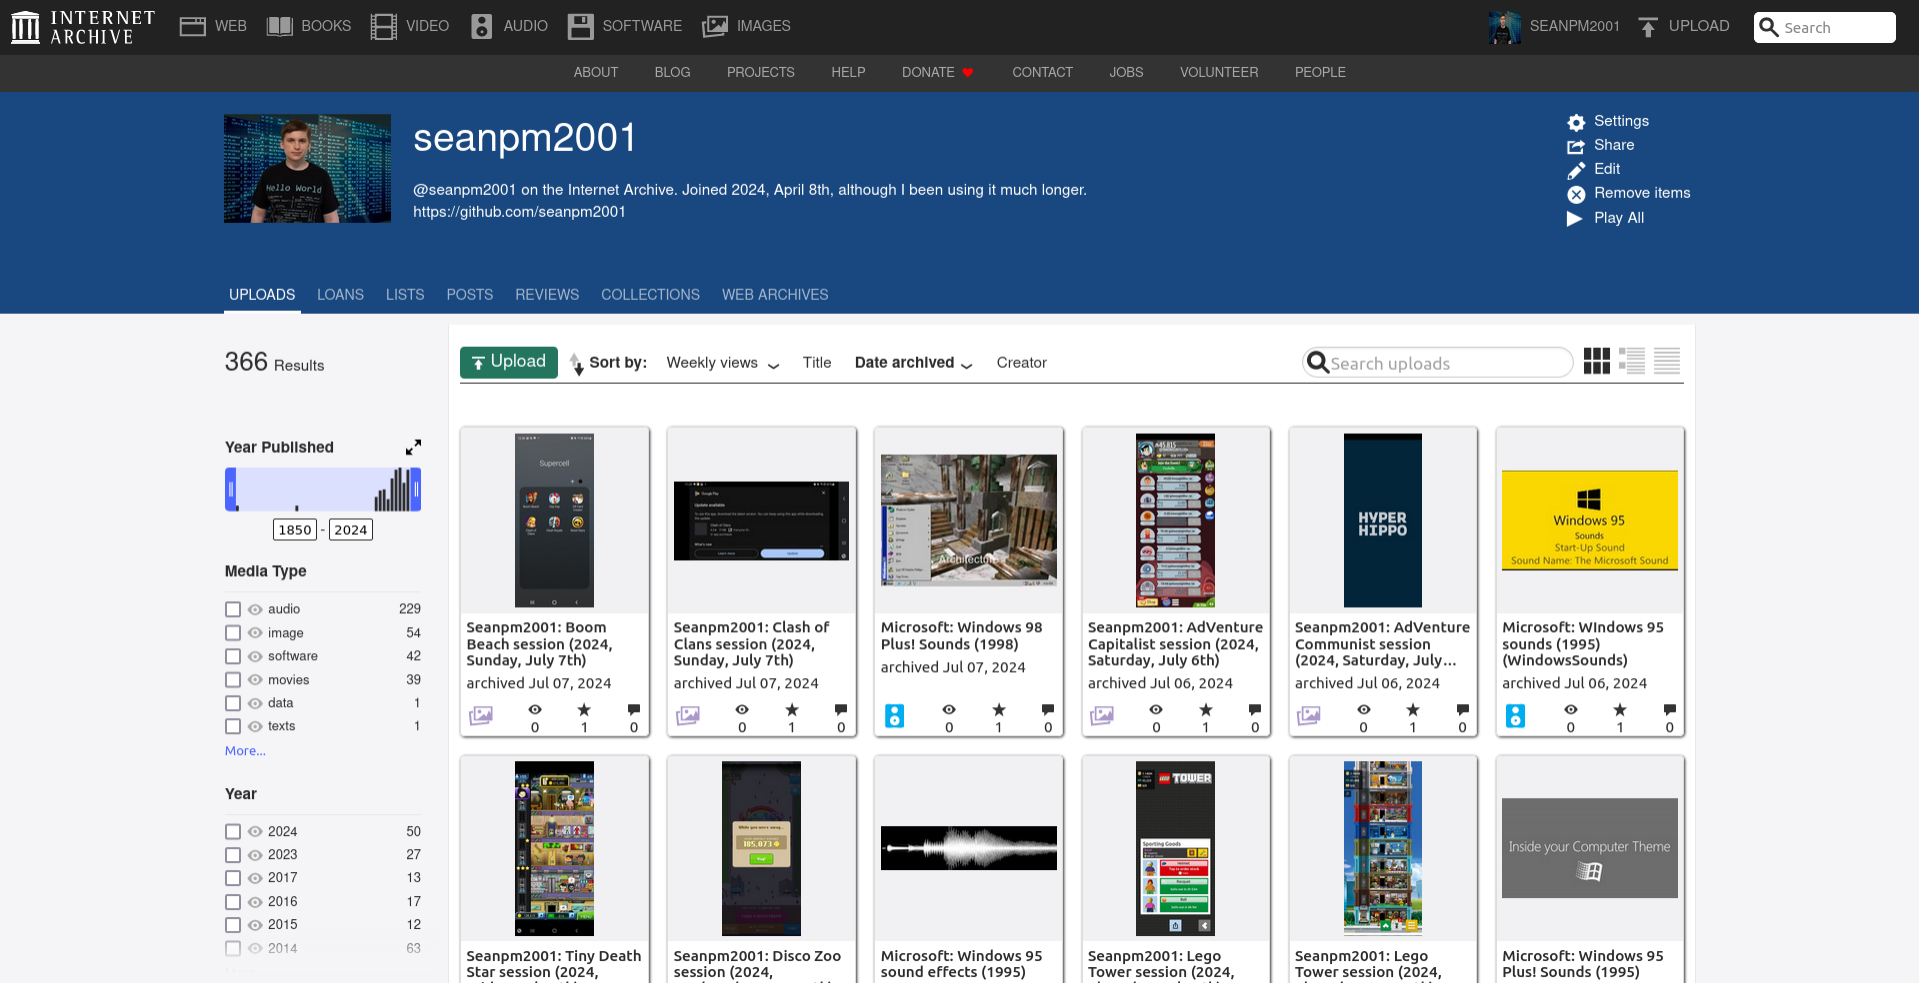 INTERNET ARCHIVE
WEB BOOKS VIDEO AUDIO SOFTWARE IMAGES SEANPM2001 UPLOAD Search
ABOUT BLOG PROJECTS HELP DONATE CONTACT JOBS VOLUNTEER PEOPLE
Hello World
seanpm2001
@seanpm2001 on the Internet Archive. Joined 2024, April 8th, although I been using it much longer.
https://github.com/seanpm2001
Settings
Share
Edit
Remove items
Play All
UPLOADS LOANS LISTS POSTS REVIEWS COLLECTIONS WEB ARCHIVES
366 Results
Upload Sort by: Weekly views Title Date archived Creator Search uploads
Year Published
1850 - 2024
Media Type
audio 229
image 54
software 42
movies 39
data 1
texts 1
More...
Year
2024 50
2023 27
2017 13
2016 17
2015 12
2014 63
Supercell
Seanpm2001: Boom
Beach session (2024,
Sunday, July 7th)
archived Jul 07, 2024
0 1 0
Google Play
Update available
Seanpm2001: Clash of
Clans session (2024,
Sunday, July 7th)
archived Jul 07, 2024
0 1 0
Architecture
Microsoft: Windows 98
Plus! Sounds (1998)
archived Jul 07, 2024
0 1 0
Seanpm2001: AdVenture
Capitalist session (2024,
Saturday, July 6th)
archived Jul 06, 2024
0 1 0
HYPER
HIPPO
Seanpm2001: AdVenture
Communist session
(2024, Saturday, July...
archived Jul 06, 2024
0 1 0
Windows 95
Sounds
Start-Up Sound
Sound Name: The Microsoft Sound
Microsoft: WIndows 95
sounds (1995)
(WindowsSounds)
archived Jul 06, 2024
0 1 0
Seanpm2001: Tiny Death
Star session (2024,
While you were away...
185,073
Seanpm2001: Disco Zoo
session (2024,
Microsoft: Windows 95
sound effects (1995)
LEGO TOWER
Sporting Goods
Seanpm2001: Lego
Tower session (2024,
Seanpm2001: Lego
Tower session (2024,
Inside your Computer Theme
Microsoft: Windows 95
Plus! Sounds (1995)